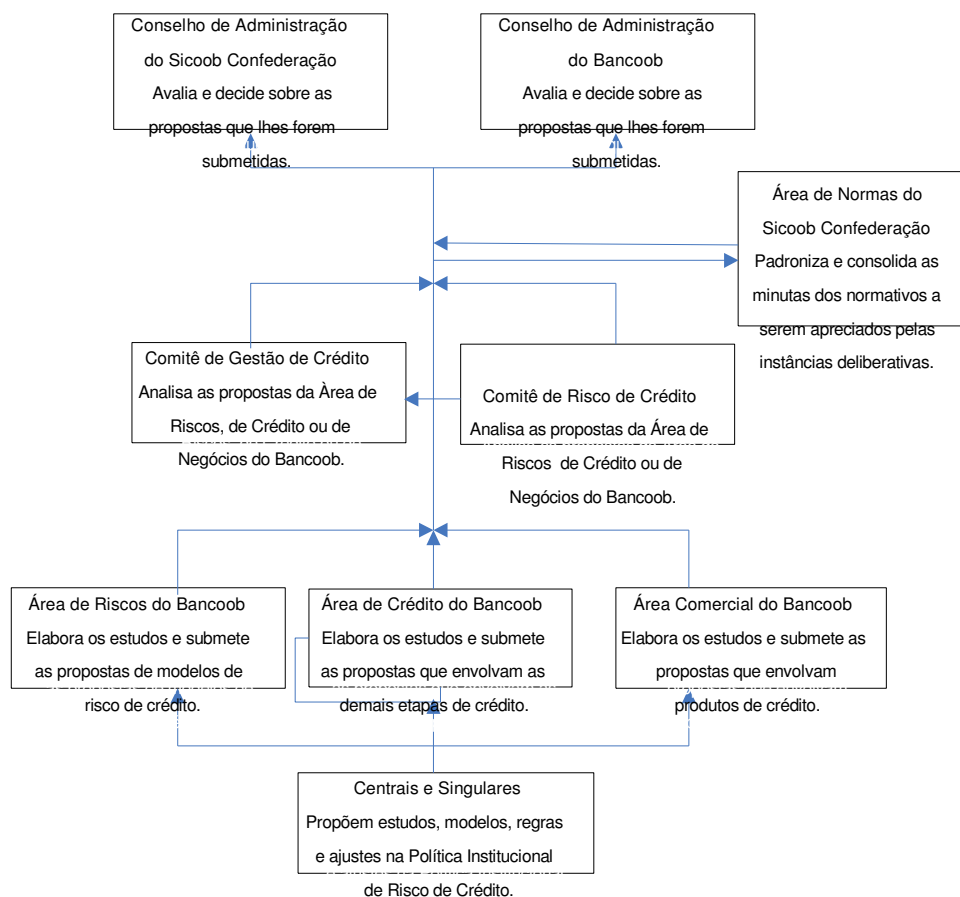 Conselho de Administração
do Sicoob Confederação
Avalia e decide sobre as
propostas que lhes forem
submetidas.
Conselho de Administração
do Bancoob
Avalia e decide sobre as
propostas que lhes forem
submetidas.
Área de Normas do
Sicoob Confederação
Padroniza e consolida as
minutas dos normativos a
serem apreciados pelas
instâncias deliberativas.
Comitê de Gestão de Crédito
Analisa as propostas da Àrea de
Riscos, de Crédito ou de
Negócios do Bancoob.
Comitê de Risco de Crédito
Analisa as propostas da Área de
Riscos de Crédito ou de
Negócios do Bancoob.
Área de Riscos do Bancoob
Elabora os estudos e submete
as propostas de modelos de
risco de crédito.
Área de Crédito do Bancoob
Elabora os estudos e submete
as propostas que envolvam as
demais etapas de crédito.
Área Comercial do Bancoob
Elabora os estudos e submete as
propostas que envolvam
produtos de crédito.
Centrais e Singulares
Propõem estudos, modelos, regras
e ajustes na Política Institucional
de Risco de Crédito.